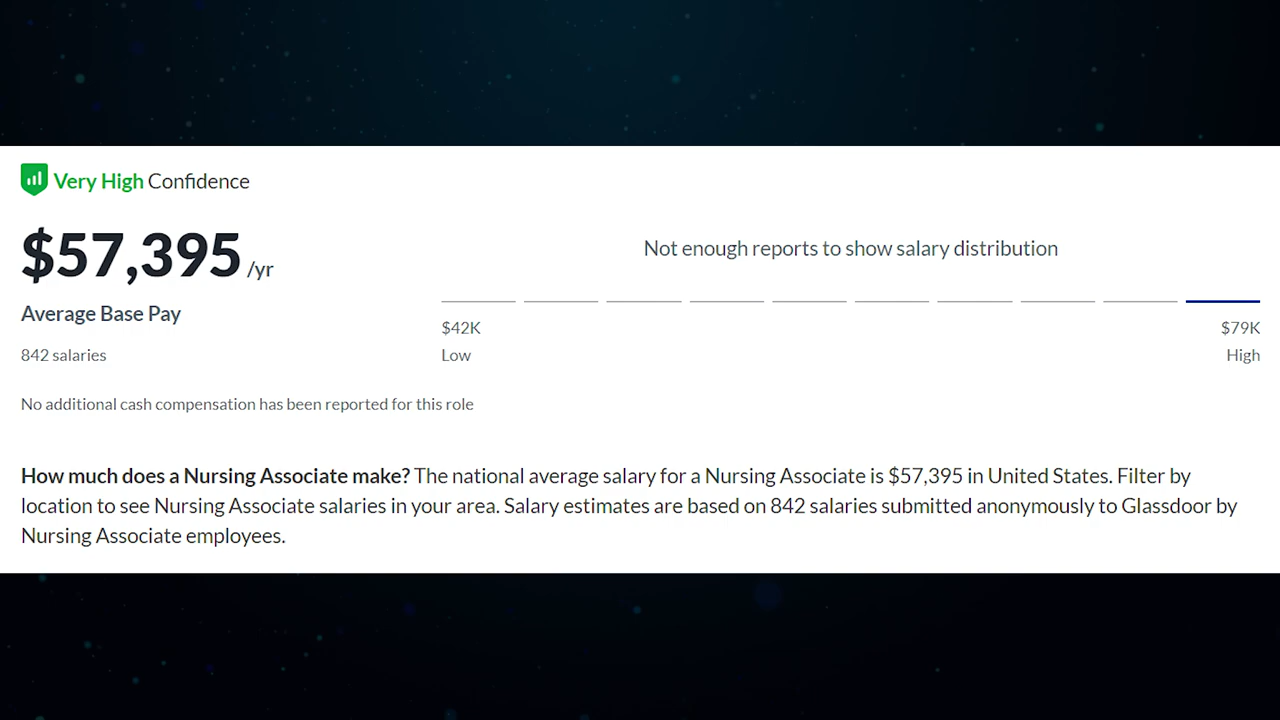 Very High Confidence
$57,395 /yr
Average Base Pay
842 salaries
Not enough reports to show salary distribution
$42K
Low
$79K
High
No additional cash compensation has been reported for this role
How much does a Nursing Associate make? The national average salary for a Nursing Associate is $57,395 in United States. Filter by
location to see Nursing Associate salaries in your area. Salary estimates are based on 842 salaries submitted anonymously to Glassdoor by
Nursing Associate employees.